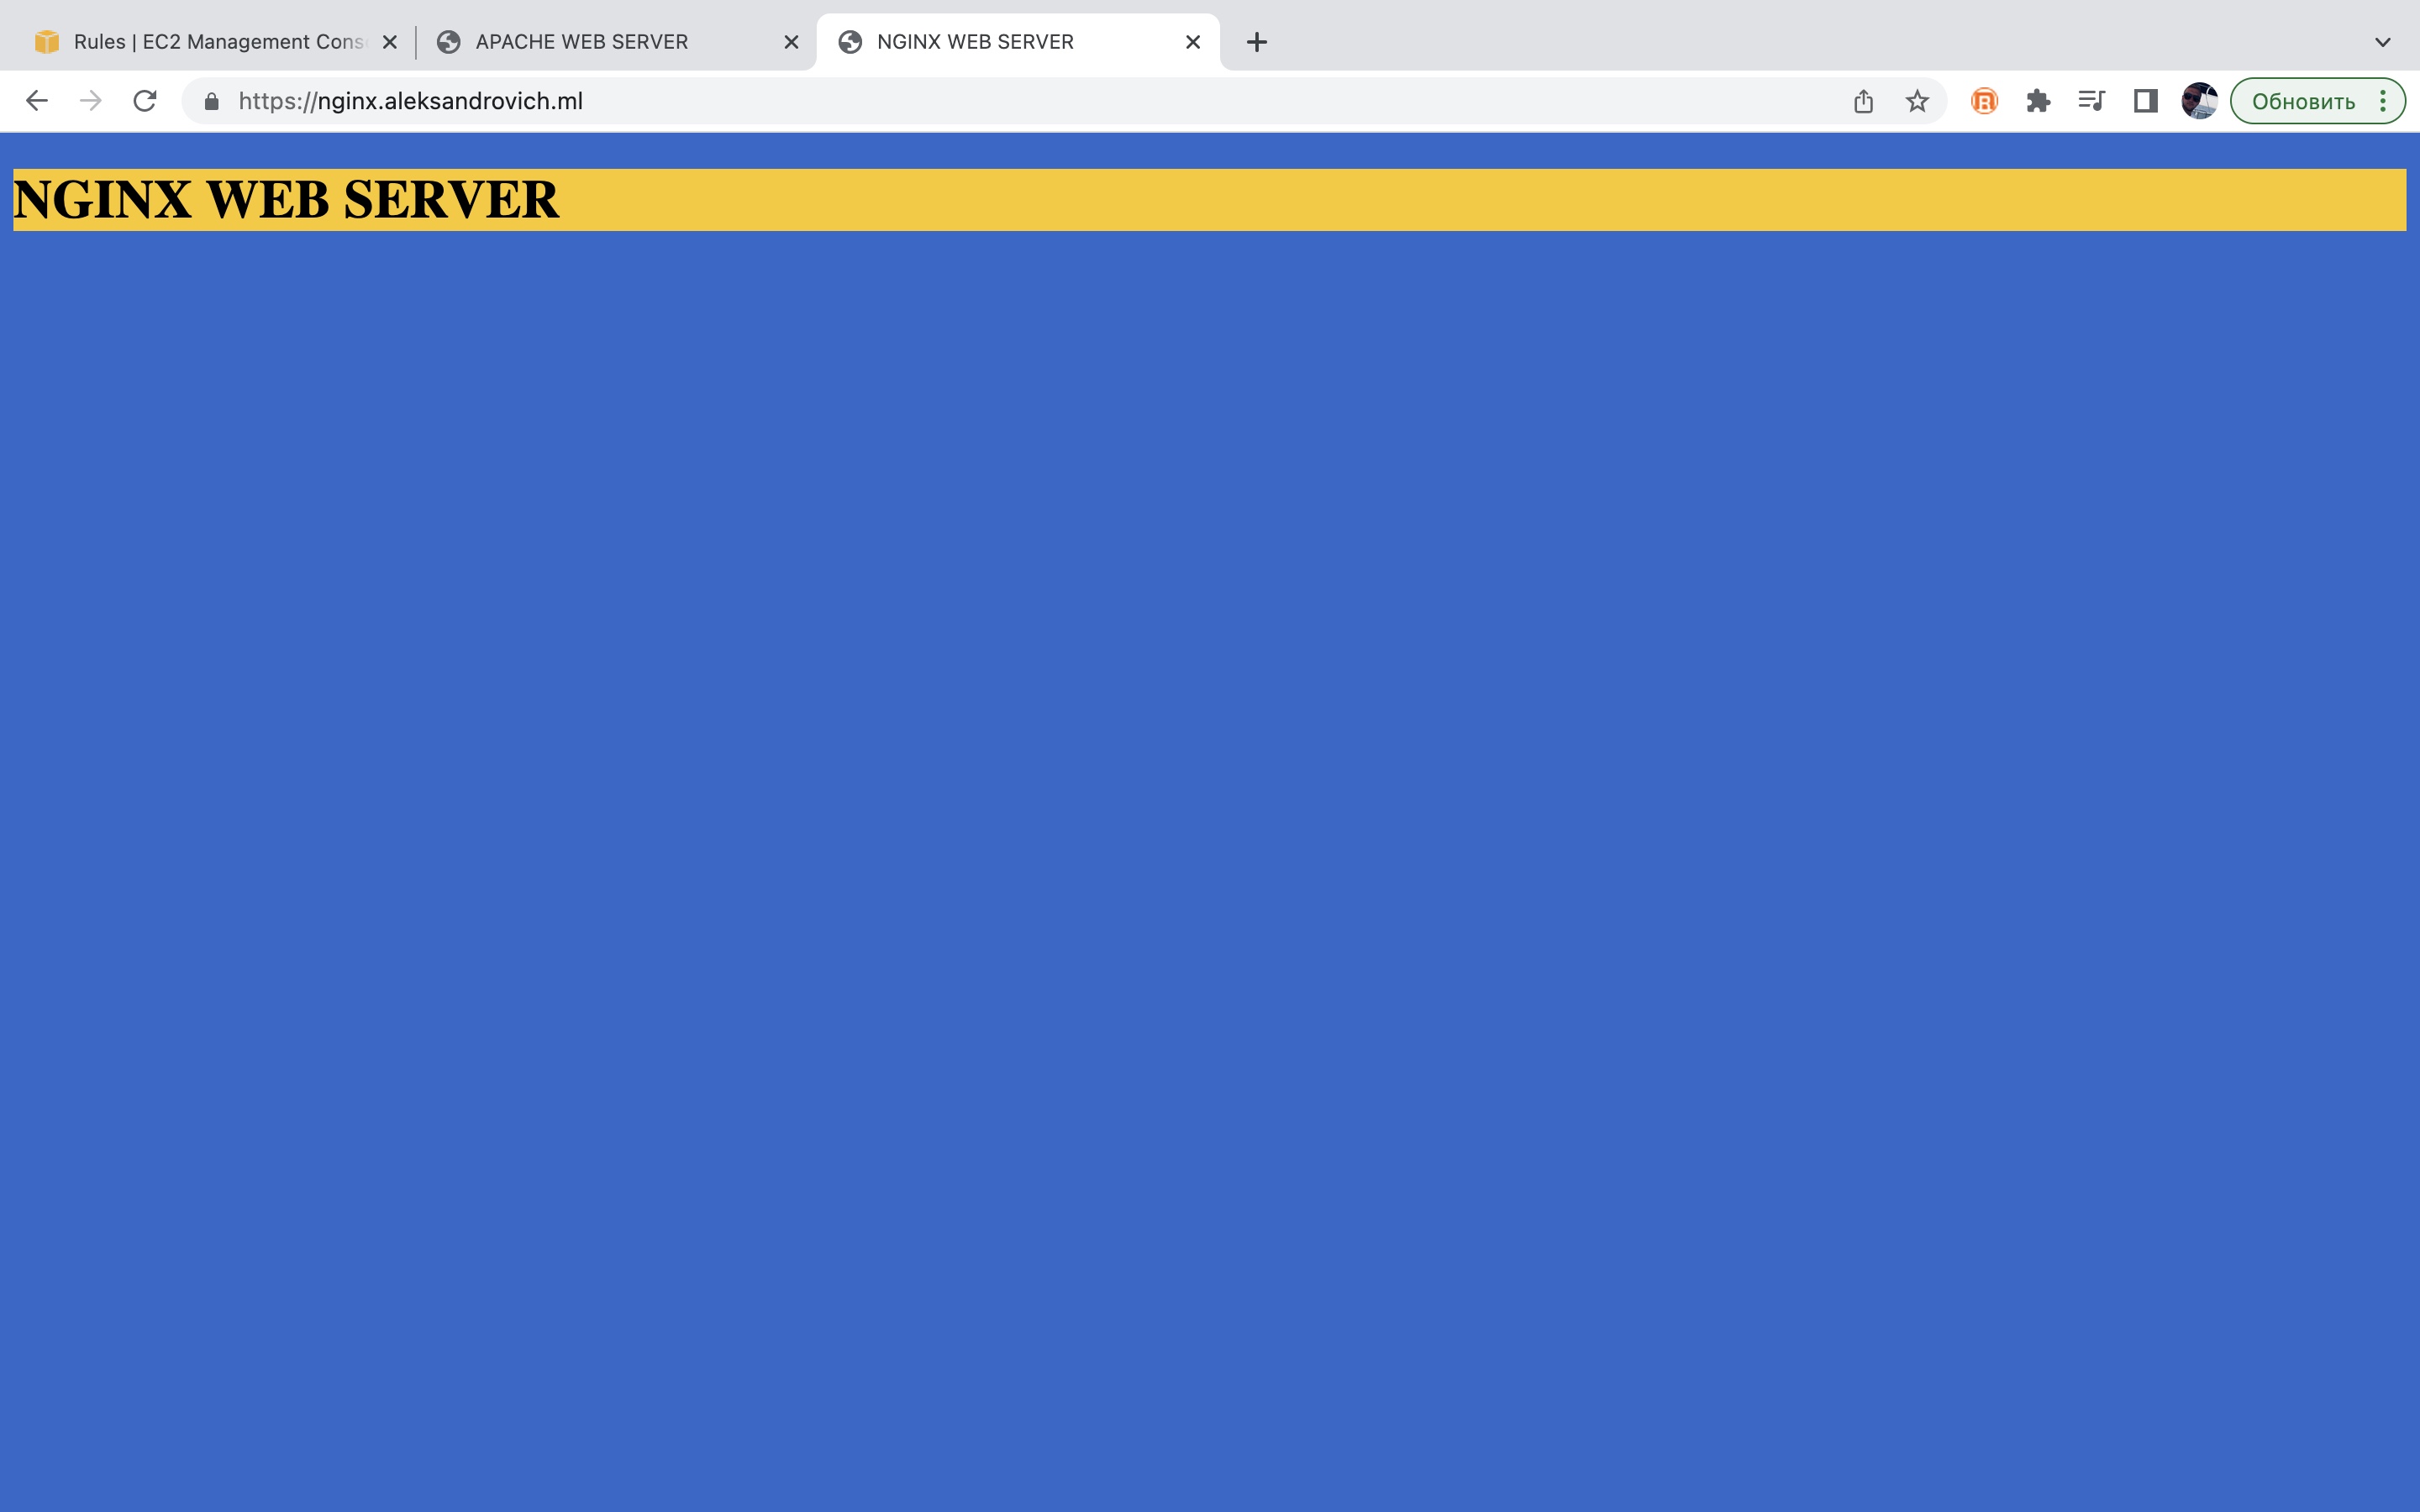 Rules | EC2 Management Cons
APACHE WEB SERVER
NGINX WEB SERVER
https://nginx.aleksandrovich.ml
Обновить
NGINX WEB SERVER